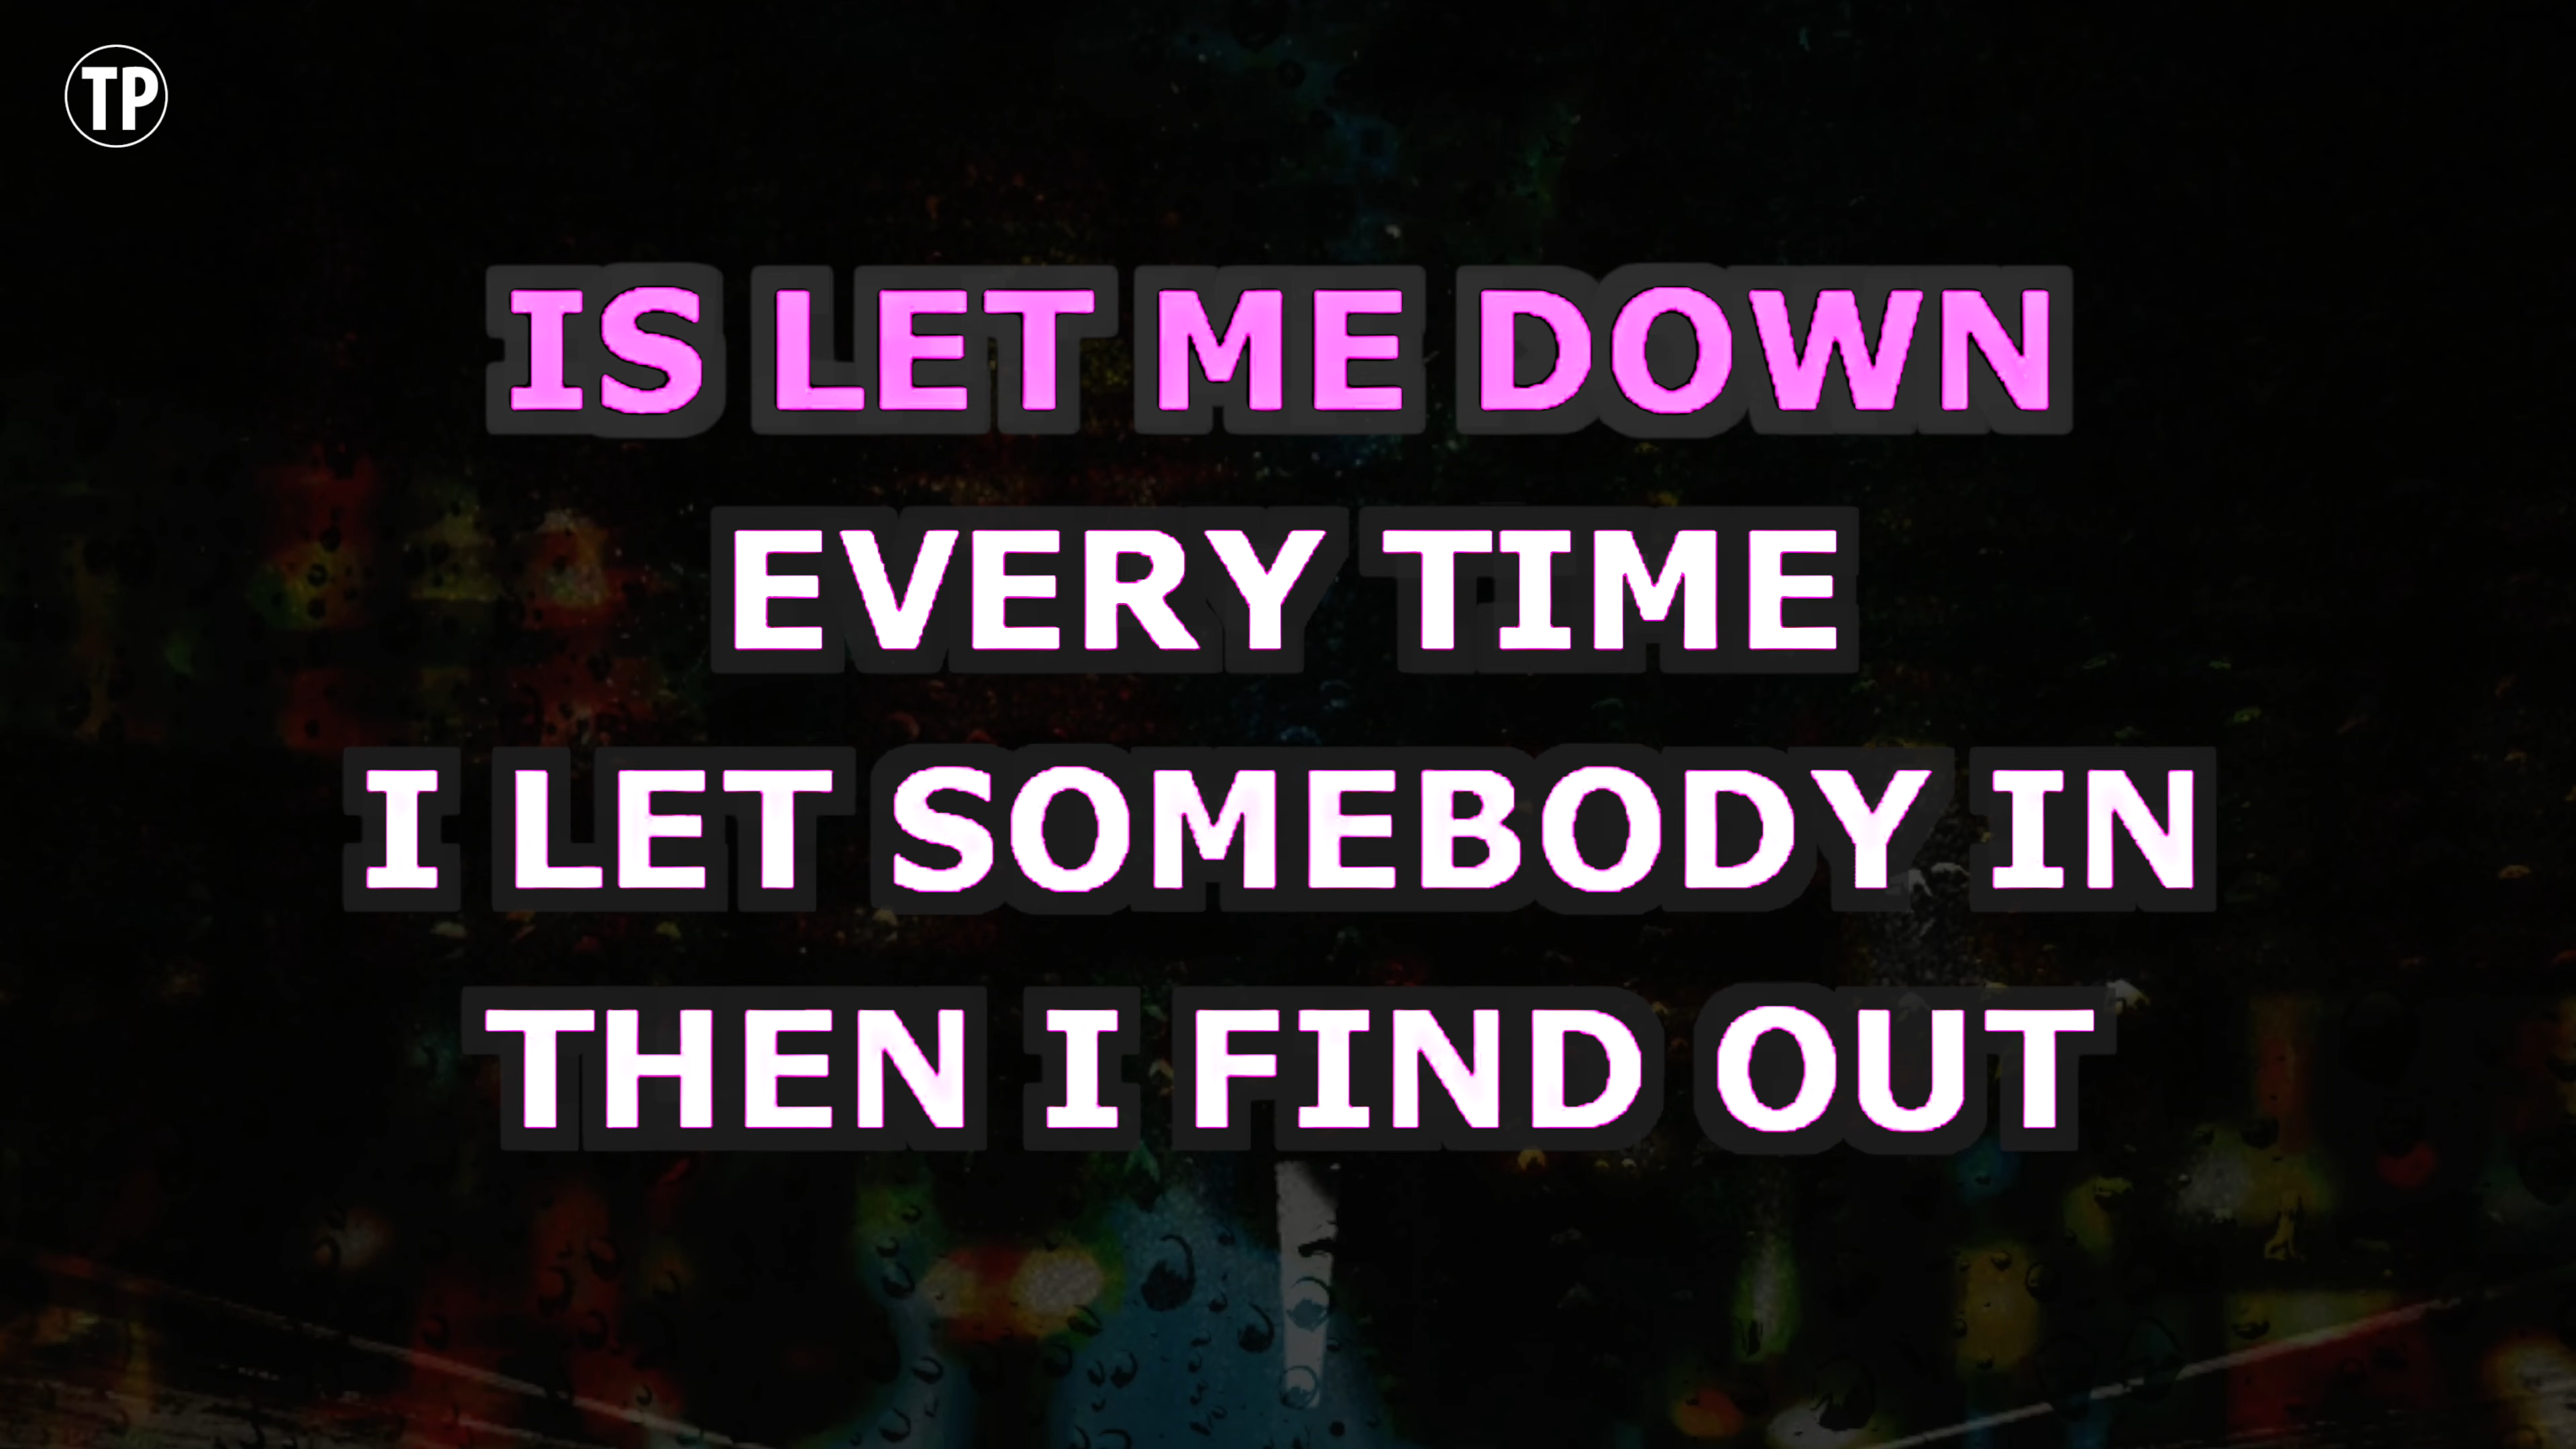 TP
IS LET ME DOWN
EVERY TIME
I LET SOMEBODY IN
THEN I FIND OUT